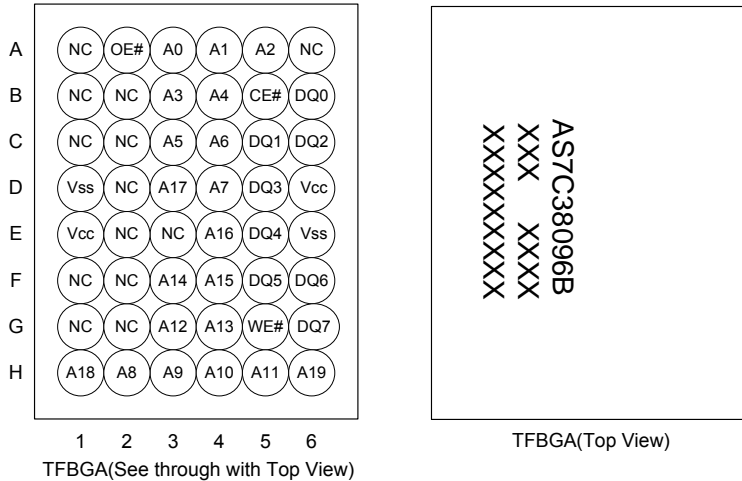 A NC OE# A0 A1 A2 NC
B NC NC A3 A4 CE# DQ0
C NC NC A5 A6 DQ1 DQ2
D Vss NC A17 A7 DQ3 Vcc
E Vcc NC NC A16 DQ4 Vss
F NC NC A14 A15 DQ5 DQ6
G NC NC A12 A13 WE# DQ7
H A18 A8 A9 A10 A11 A19
1 2 3 4 5 6
TFBGA(See through with Top View)
AS7C38096B
XXX XXXX
XXXXXXXXX
TFBGA(Top View)